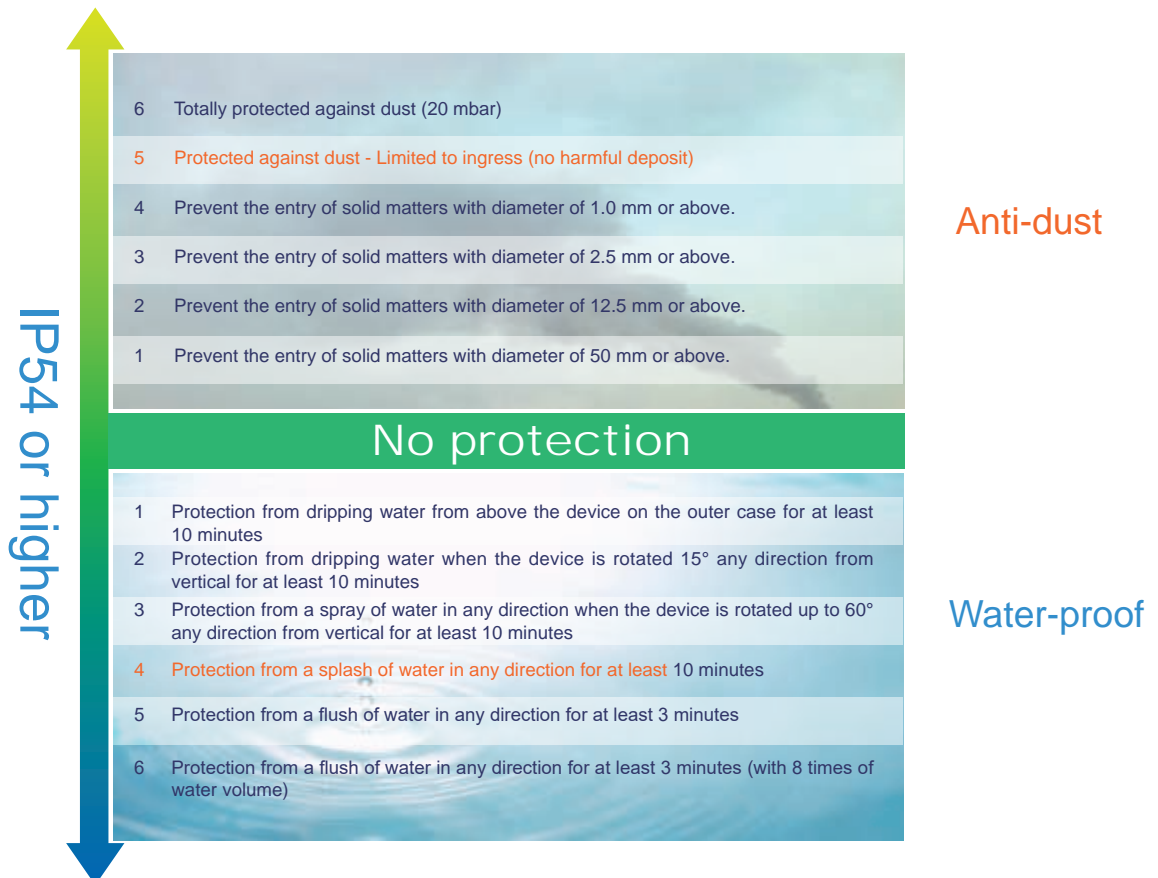 IP54 or higher
6 Totally protected against dust (20 mbar)
5 Protected against dust - Limited to ingress (no harmful deposit)
4 Prevent the entry of solid matters with diameter of 1.0 mm or above.
3 Prevent the entry of solid matters with diameter of 2.5 mm or above.
2 Prevent the entry of solid matters with diameter of 12.5 mm or above.
1 Prevent the entry of solid matters with diameter of 50 mm or above.
Anti-dust
No protection
1 Protection from dripping water from above the device on the outer case for at least
10 minutes
2 Protection from dripping water when the device is rotated 15° any direction from
vertical for at least 10 minutes
3 Protection from a spray of water in any direction when the device is rotated up to 60°
any direction from vertical for at least 10 minutes
4 Protection from a splash of water in any direction for at least 10 minutes
5 Protection from a flush of water in any direction for at least 3 minutes
6 Protection from a flush of water in any direction for at least 3 minutes (with 8 times of
water volume)
Water-proof